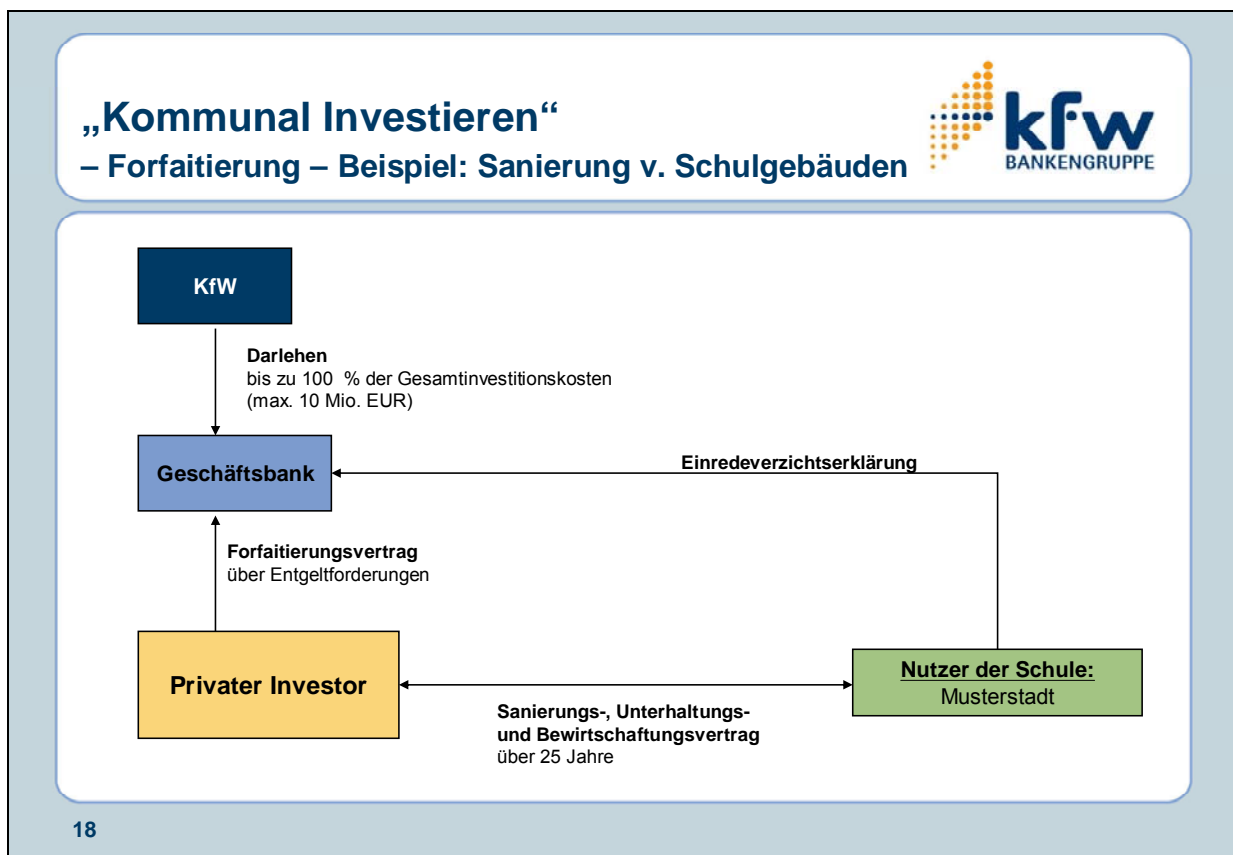 „Kommunal Investieren“
– Forfaitierung – Beispiel: Sanierung v. Schulgebäuden
kfw
BANKENGRUPPE
KfW
Darlehen
bis zu 100 % der Gesamtinvestitionskosten
(max. 10 Mio. EUR)
Geschäftsbank
Einredeverzichtserklärung
Forfaitierungsvertrag
über Entgeltforderungen
Privater Investor
Nutzer der Schule:
Musterstadt
Sanierungs-, Unterhaltungs-
und Bewirtschaftungsvertrag
über 25 Jahre
18